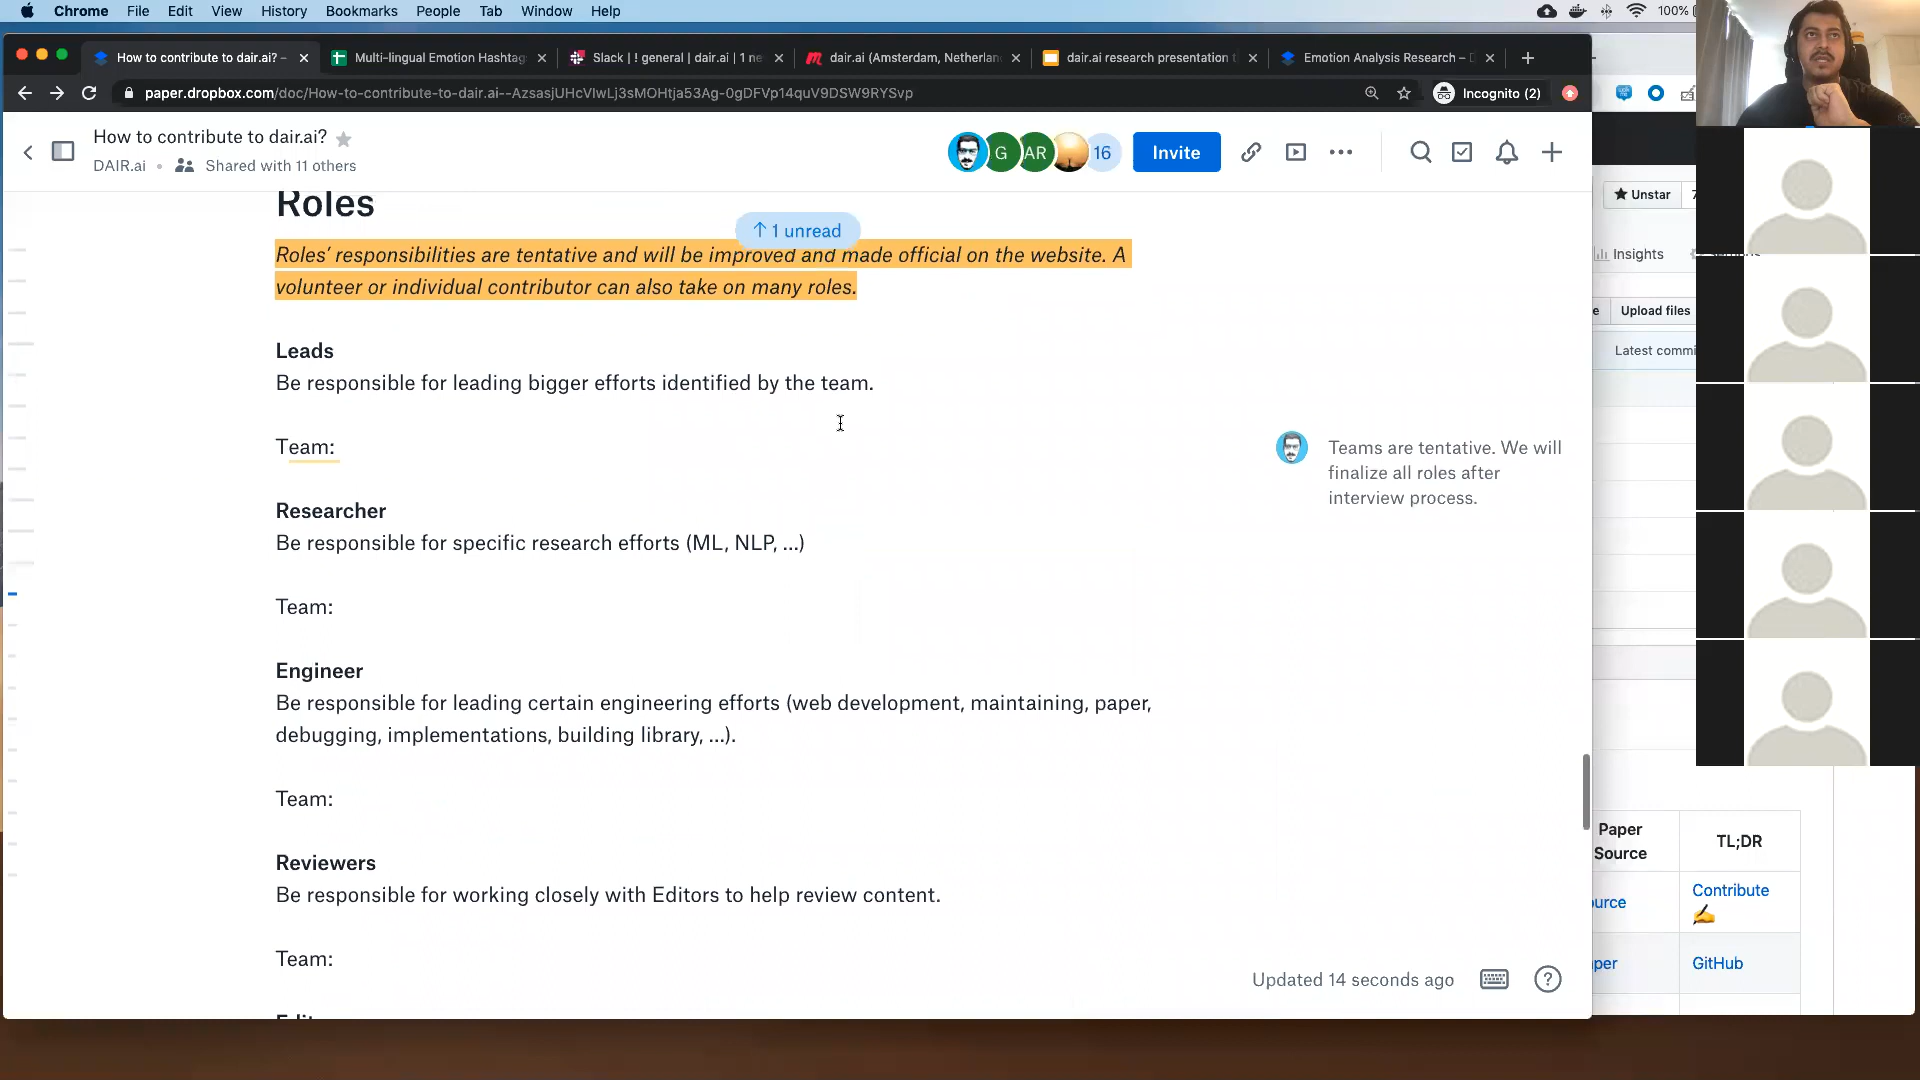 Chrome File Edit View History Bookmarks People Tab Window Help 100%
How to contribute to dair.ai? – Multi-lingual Emotion Hashtag Slack | ! general | dair.ai | 1 ne dair.ai (Amsterdam, Netherlan dair.ai research presentation t Emotion Analysis Research –
paper.dropbox.com/doc/How-to-contribute-to-dair.ai--AzsasjUHcVIwLj3sMOHtja53Ag-0gDFVp14quV9DSW9RYSvp Incognito (2)
How to contribute to dair.ai?
DAIR.ai • Shared with 11 others
G AR 16 Invite
Unstar 7
Insights
Upload files
Latest commi
Roles
↑ 1 unread
Roles' responsibilities are tentative and will be improved and made official on the website. A
volunteer or individual contributor can also take on many roles.
Leads
Be responsible for leading bigger efforts identified by the team.
Team:
Teams are tentative. We will
finalize all roles after
interview process.
Researcher
Be responsible for specific research efforts (ML, NLP, ...)
Team:
Engineer
Be responsible for leading certain engineering efforts (web development, maintaining, paper,
debugging, implementations, building library, ...).
Team:
Reviewers
Be responsible for working closely with Editors to help review content.
Team:
Updated 14 seconds ago
Paper
Source
TL;DR
ource
Contribute
per
GitHub